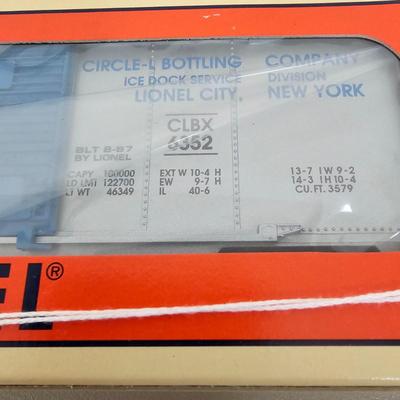 CIRCLE-L BOTTLING COMPANY
ICE DOCK SERVICE DIVISION
LIONEL CITY, NEW YORK
CLBX
6352
BLT 8-87
BY LIONEL
CAPY 100000
LD LMT 122700
LT WT 46349
EXT W 10-4 H
EW 9-7 H
IL 40-6
13-7 IW 9-2
14-3 IH 10-4
CU.FT. 3579
EL®